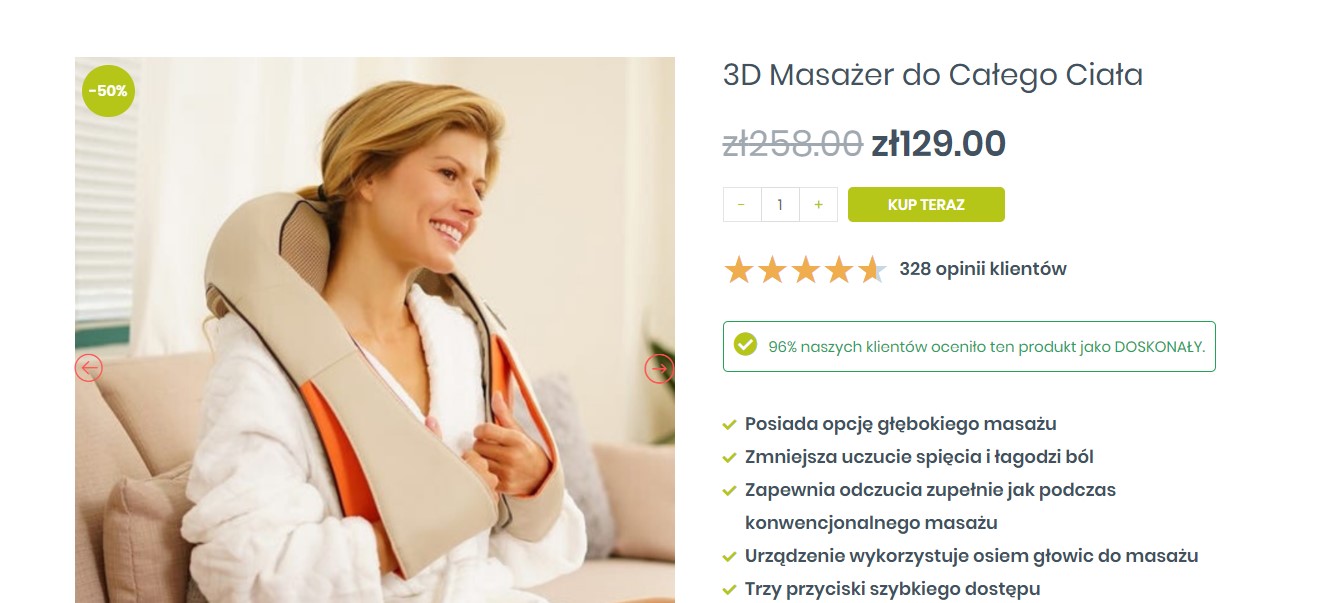 -50%
3D Masażer do Całego Ciała
zł258.00 zł129.00
- 1 + KUP TERAZ
328 opinii klientów
96% naszych klientów oceniło ten produkt jako DOSKONAŁY.
Posiada opcję głębokiego masażu
Zmniejsza uczucie spięcia i łagodzi ból
Zapewnia odczucia zupełnie jak podczas
konwencjonalnego masażu
Urządzenie wykorzystuje osiem głowic do masażu
Trzy przyciski szybkiego dostępu